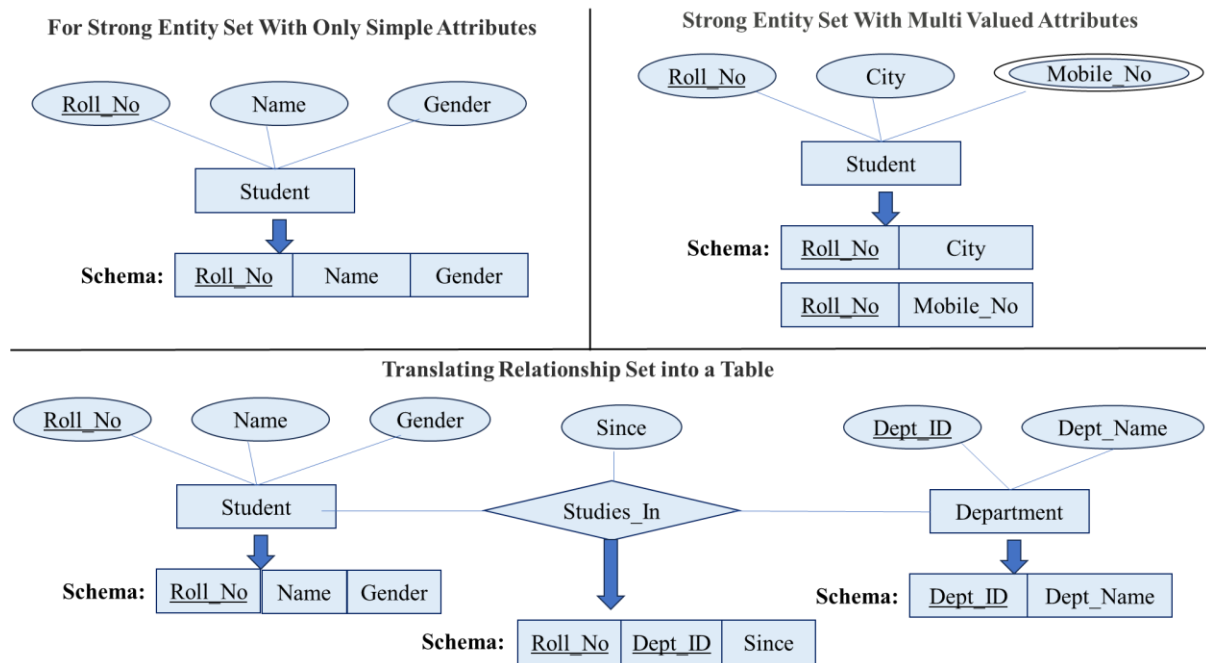 For Strong Entity Set With Only Simple Attributes
Roll_No Name Gender
Student
Schema: Roll_No Name Gender
Strong Entity Set With Multi Valued Attributes
Roll_No City Mobile_No
Student
Schema: Roll_No City
Roll_No Mobile_No
Translating Relationship Set into a Table
Roll_No Name Gender Since Dept_ID Dept_Name
Student Studies_In Department
Schema: Roll_No Name Gender Schema: Dept_ID Dept_Name
Schema: Roll_No Dept_ID Since